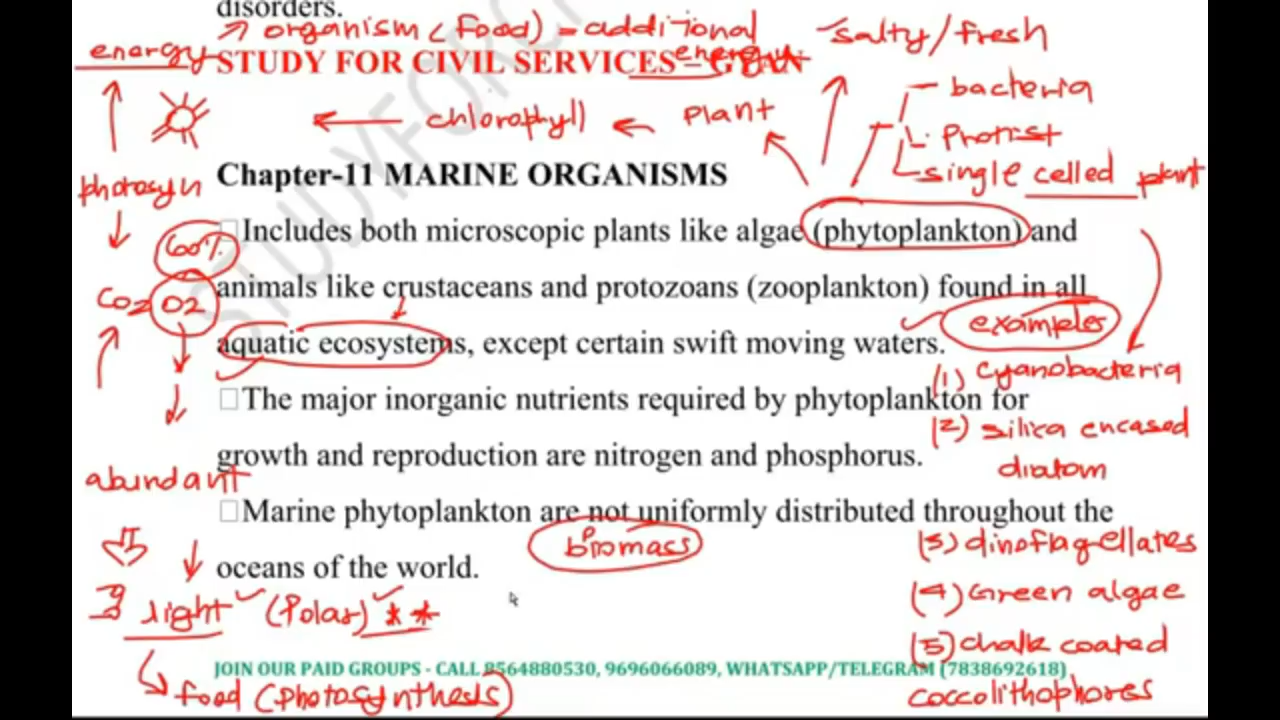 disorders.
↗ organism (food) = additional
energy
energy
salty/fresh
STUDY FOR CIVIL SERVICES – GYAN
bacteria
chlorophyll
plant
Protist
single celled plant
photosyn
Chapter-11 MARINE ORGANISMS
60%
Includes both microscopic plants like algae (phytoplankton) and
CO2 O2
animals like crustaceans and protozoans (zooplankton) found in all
examples
aquatic ecosystems, except certain swift moving waters.
(1) cyanobacteria
The major inorganic nutrients required by phytoplankton for
(2) silica encased
growth and reproduction are nitrogen and phosphorus.
diatom
abundant
Marine phytoplankton are not uniformly distributed throughout the
biomass
(3) dinoflagellates
oceans of the world.
light (Polar) **
(4) Green algae
(5) chalk coated
JOIN OUR PAID GROUPS - CALL 8564880530, 9696066089, WHATSAPP/TELEGRAM (7838692618)
food (Photosynthesis)
coccolithophores